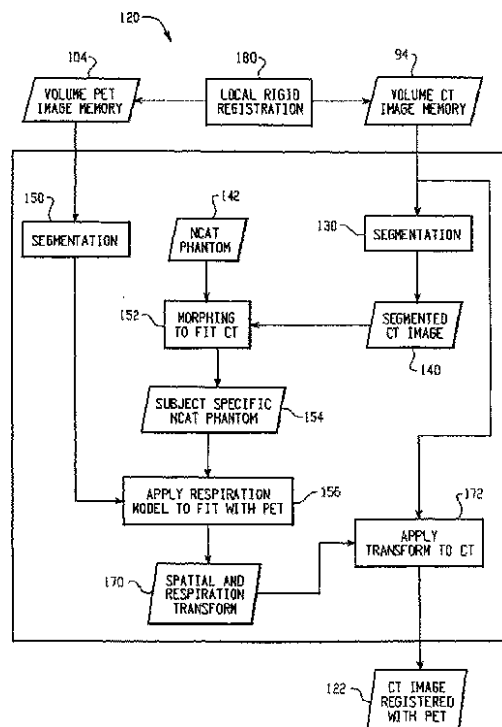 120
104
180
94
VOLUME PET
IMAGE MEMORY
LOCAL RIGID
REGISTRATION
VOLUME CT
IMAGE MEMORY
150
142
130
SEGMENTATION
NCAT
PHANTOM
SEGMENTATION
152
MORPHING
TO FIT CT
SEGMENTED
CT IMAGE
140
SUBJECT SPECIFIC
NCAT PHANTOM
154
APPLY RESPIRATION
MODEL TO FIT WITH PET
156
172
APPLY
TRANSFORM TO CT
170
SPATIAL AND
RESPIRATION
TRANSFORM
122
CT IMAGE
REGISTERED
WITH PET